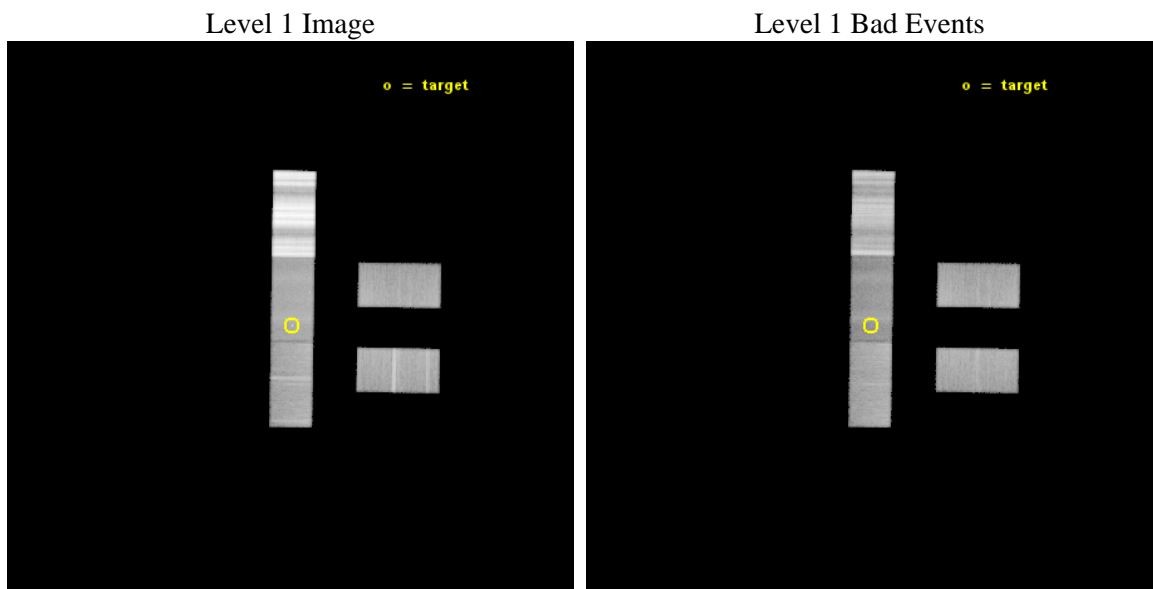 Level 1 Image
Level 1 Bad Events
o = target
o = target